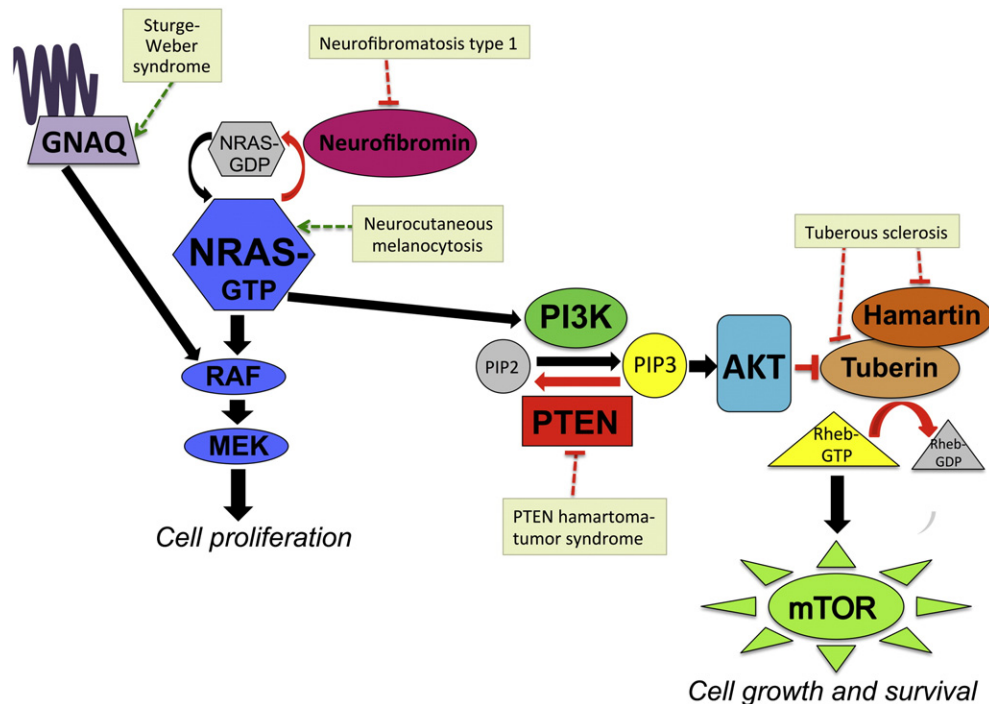 Sturge-
Weber
syndrome
Neurofibromatosis type 1
GNAQ
NRAS-
GDP
Neurofibromin
NRAS-
GTP
Neurocutaneous
melanocytosis
Tuberous sclerosis
PI3K
Hamartin
PIP2
PIP3
AKT
Tuberin
RAF
PTEN
MEK
Rheb-
GTP
Rheb-
GDP
PTEN hamartoma-
tumor syndrome
Cell proliferation
mTOR
Cell growth and survival